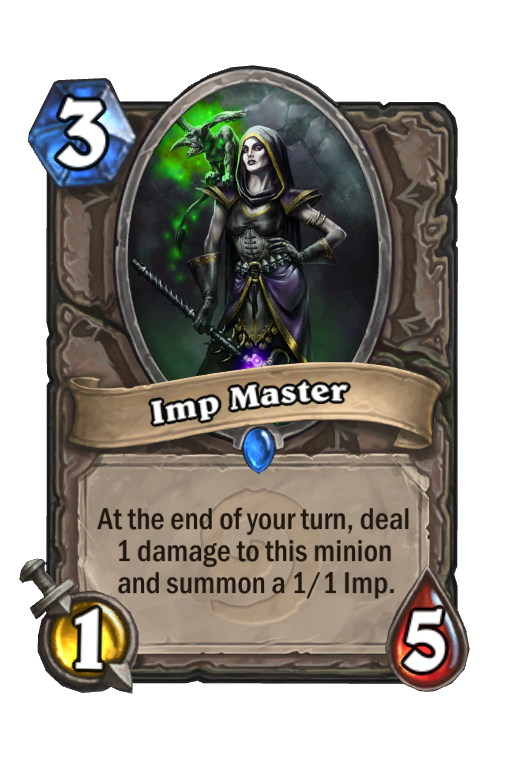 3
Imp Master
At the end of your turn, deal
1 damage to this minion
and summon a 1/1 Imp.
1
5